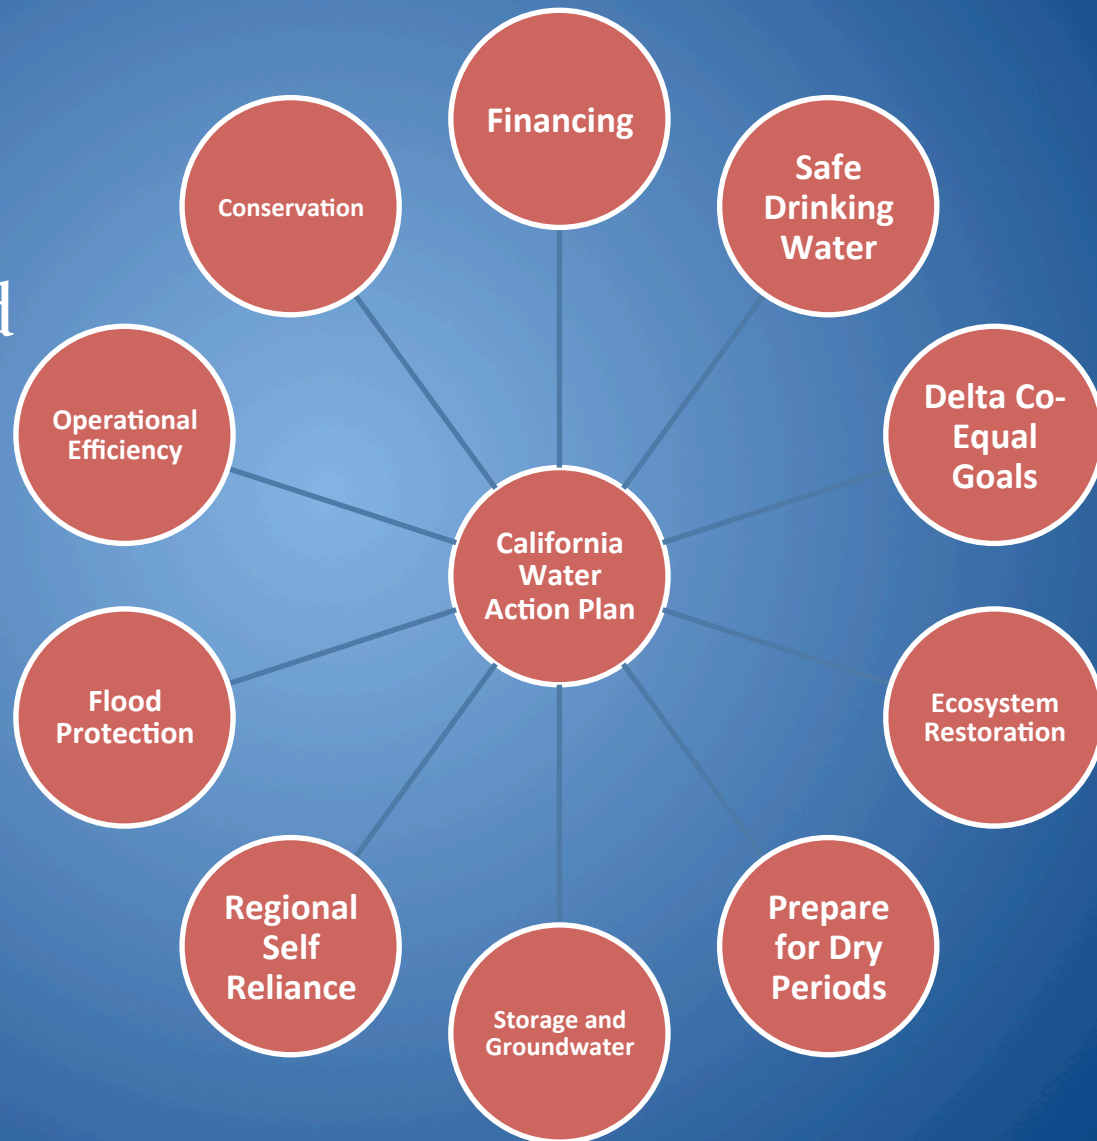 Financing
Safe
Drinking
Water
Delta Co-
Equal
Goals
Ecosystem
Restoration
Prepare
for Dry
Periods
Storage and
Groundwater
Regional
Self
Reliance
Flood
Protection
Operational
Efficiency
Conservation
California
Water
Action Plan